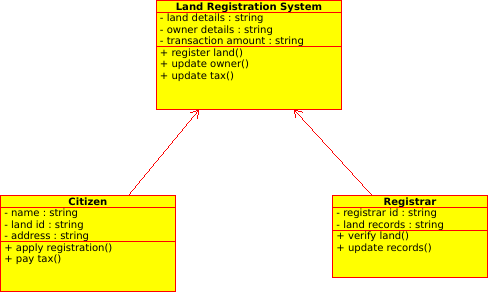 Land Registration System
- land details : string
- owner details : string
- transaction amount : string
+ register land()
+ update owner()
+ update tax()
Citizen
- name : string
- land id : string
- address : string
+ apply registration()
+ pay tax()
Registrar
- registrar id : string
- land records : string
+ verify land()
+ update records()